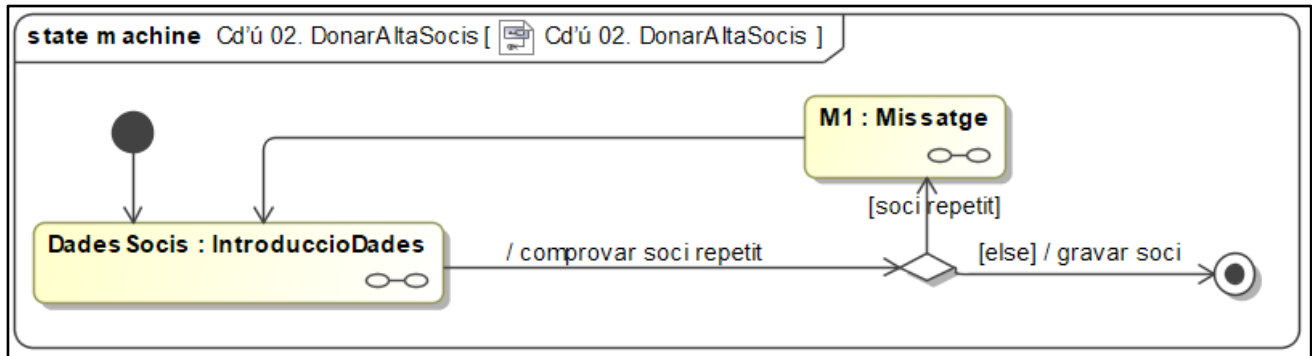 state machine Cd'ú 02. DonarAltaSocis [ Cd'ú 02. DonarAltaSocis ]
M1 : Missatge
[soci repetit]
DadesSocis : IntroduccioDades
/ comprovar soci repetit
[else] / gravar soci